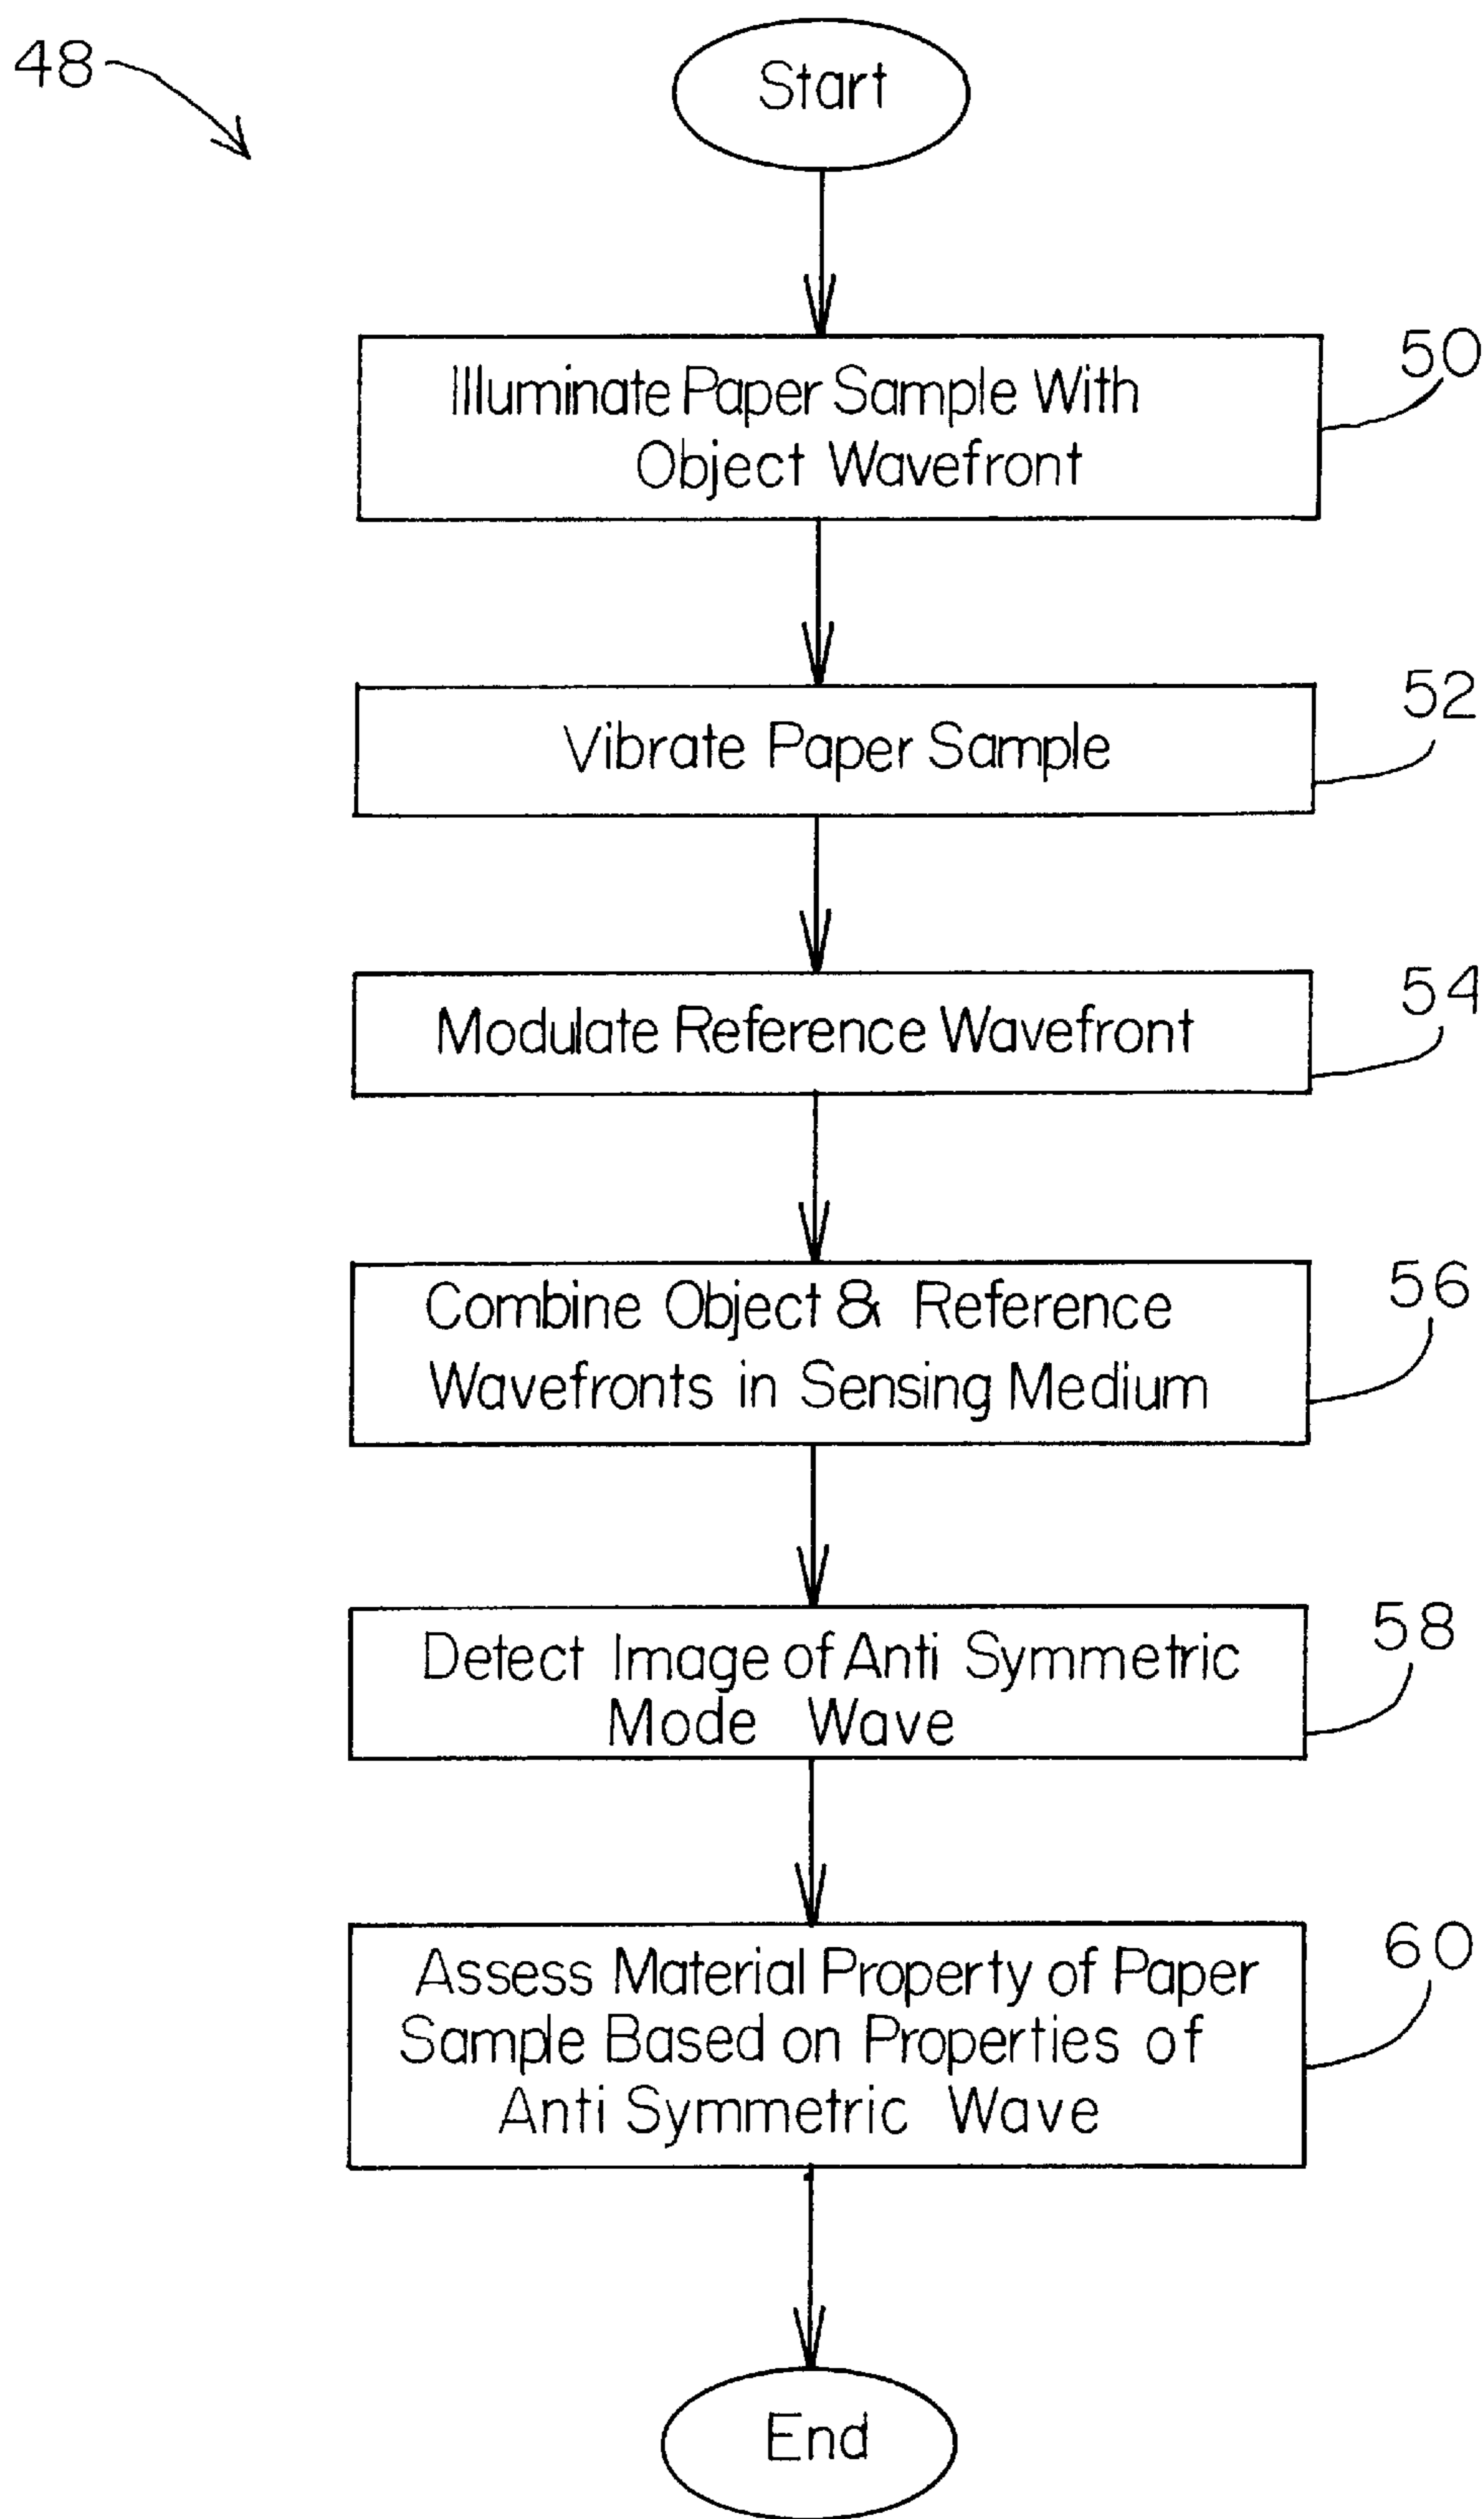 48
Start
Illuminate Paper Sample With
Object Wavefront
50
Vibrate Paper Sample
52
Modulate Reference Wavefront
54
Combine Object & Reference
Wavefronts in Sensing Medium
56
Detect Image of Anti Symmetric
Mode Wave
58
Assess Material Property of Paper
Sample Based on Properties of
Anti Symmetric Wave
60
End